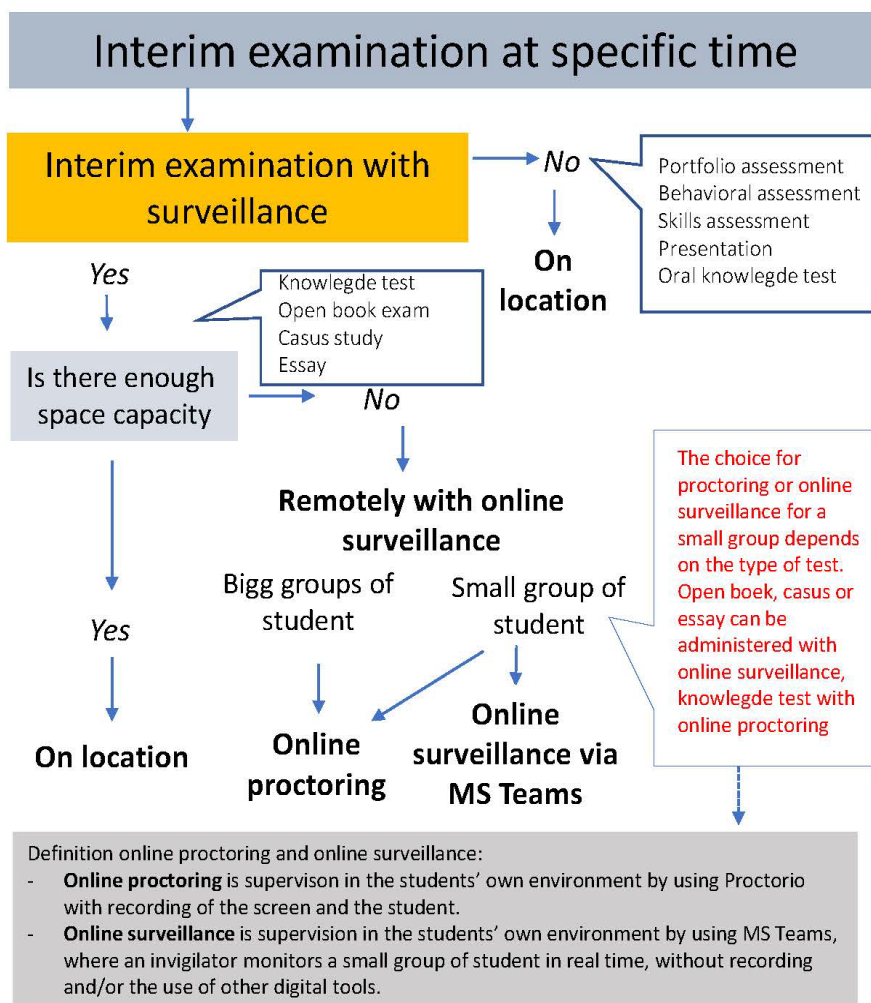 Interim examination at specific time
Interim examination with
surveillance
No
Portfolio assessment
Behavioral assessment
Skills assessment
Presentation
Oral knowlegde test
On
location
Yes
Knowlegde test
Open book exam
Casus study
Essay
Is there enough
space capacity
No
Remotely with online
surveillance
Bigg groups of
student
Small group of
student
The choice for
proctoring or online
surveillance for a
small group depends
on the type of test.
Open boek, casus or
essay can be
administered with
online surveillance,
knowlegde test with
online proctoring
Yes
On location
Online
proctoring
Online
surveillance via
MS Teams
Definition online proctoring and online surveillance:
- Online proctoring is supervison in the students’ own environment by using Proctorio
with recording of the screen and the student.
- Online surveillance is supervision in the students’ own environment by using MS Teams,
where an invigilator monitors a small group of student in real time, without recording
and/or the use of other digital tools.